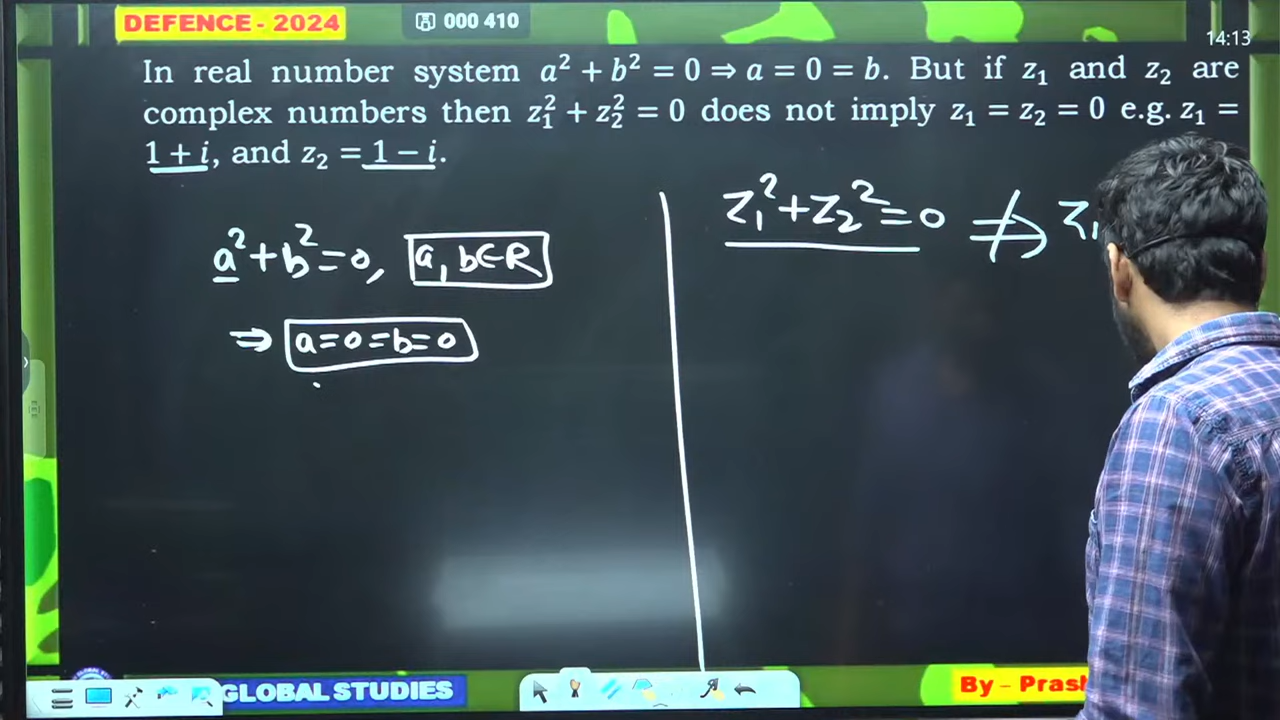 DEFENCE - 2024
000 410
14:13
In real number system a² + b² = 0 ⇒ a = 0 = b. But if z₁ and z₂ are
complex numbers then z₁² + z₂² = 0 does not imply z₁ = z₂ = 0 e.g. z₁ =
1 + i, and z₂ = 1 − i.
a² + b² = 0, a, b ∈ R
⇒ a = 0 = b = 0
z₁² + z₂² = 0 ⇏ z₁
GLOBAL STUDIES
By –